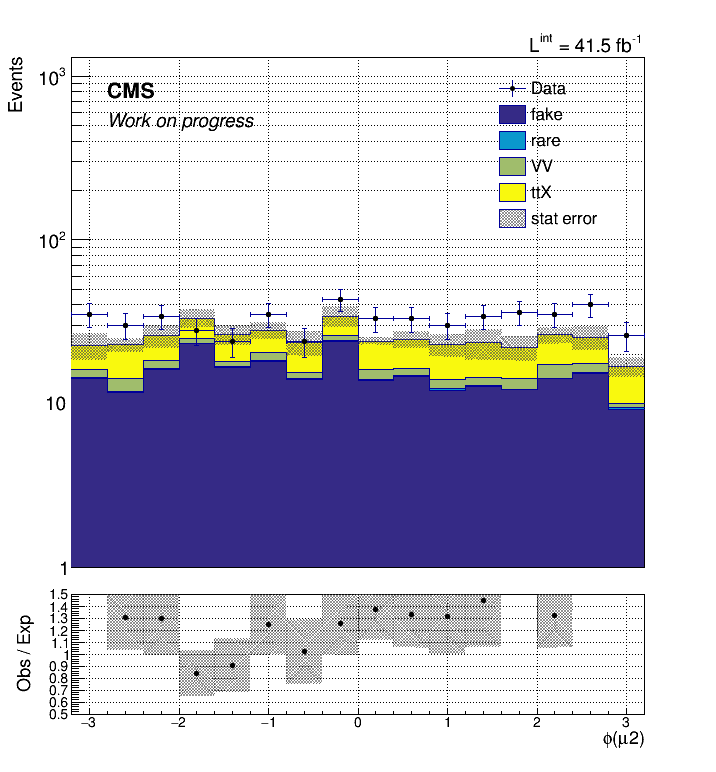 L^int = 41.5 fb^-1
Events
10^3
CMS
Work on progress
Data
fake
rare
VV
ttX
stat error
10^2
10
1
Obs / Exp
1.5
1.4
1.3
1.2
1.1
1
0.9
0.8
0.7
0.6
0.5
−3 −2 −1 0 1 2 3
ϕ(μ2)